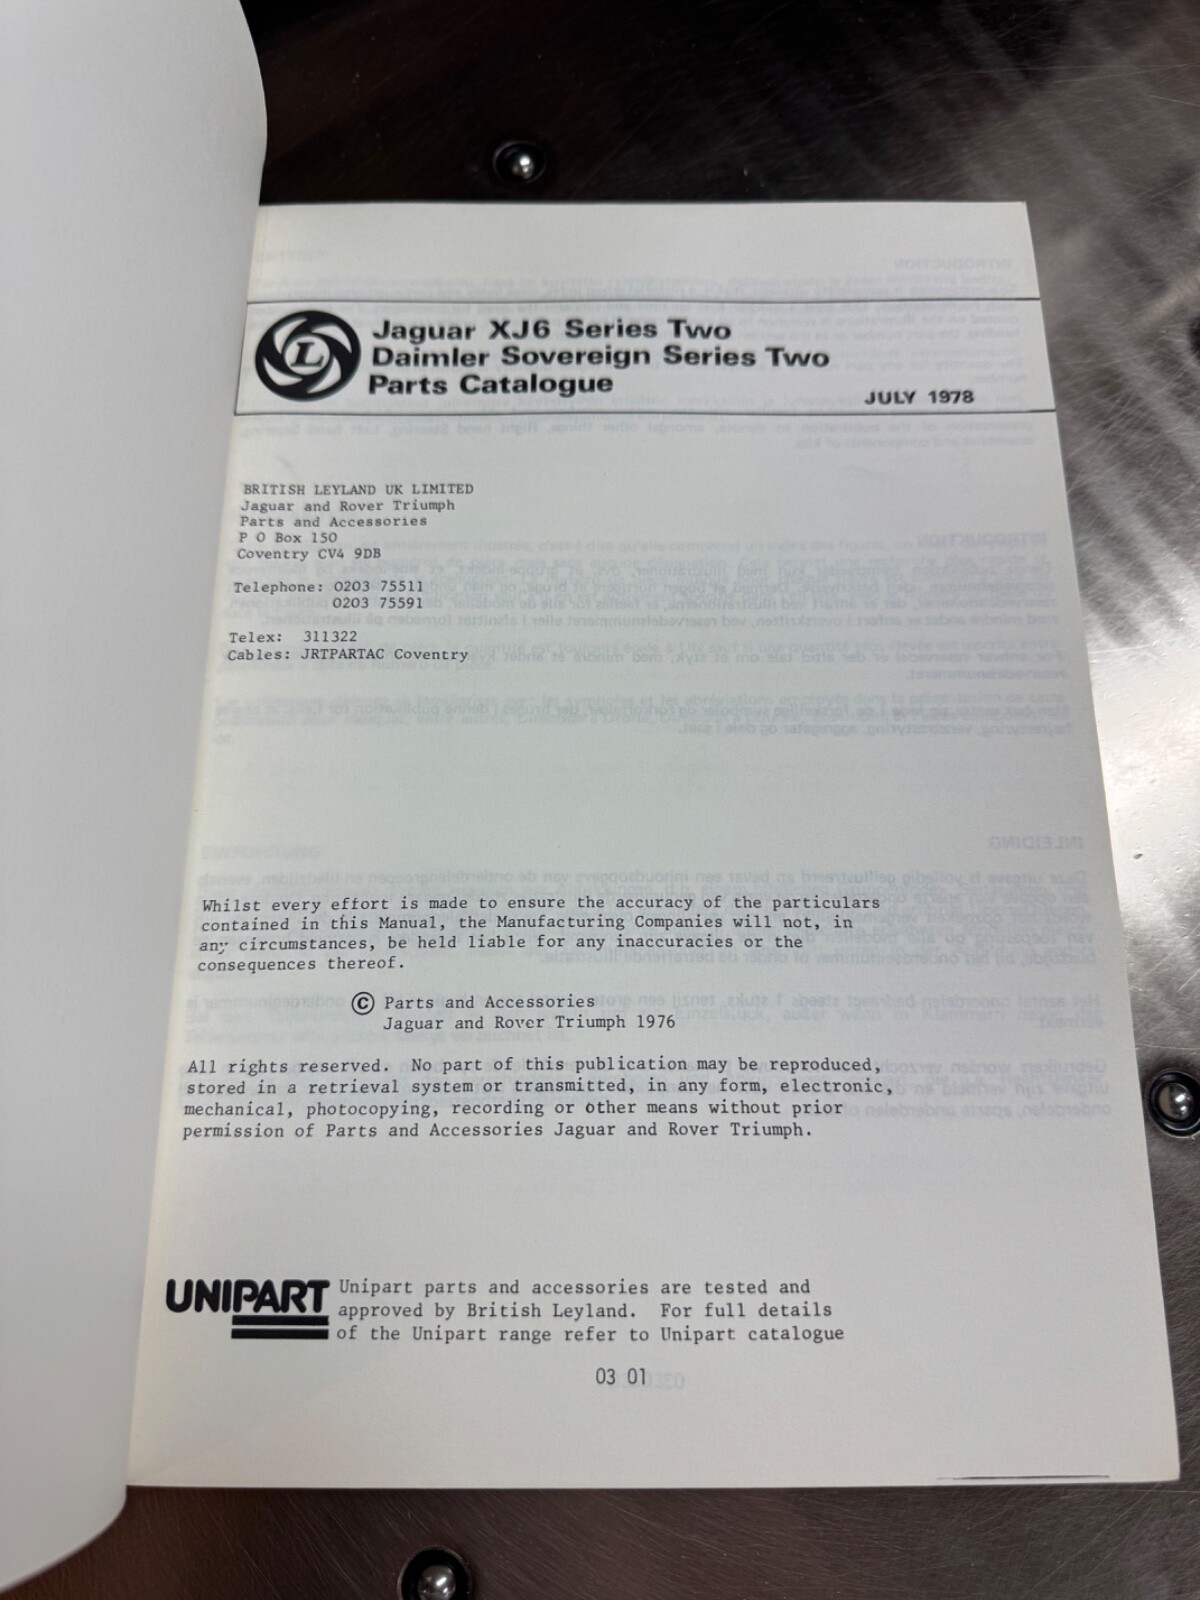 L
Jaguar XJ6 Series Two
Daimler Sovereign Series Two
Parts Catalogue
JULY 1978
BRITISH LEYLAND UK LIMITED
Jaguar and Rover Triumph
Parts and Accessories
P O Box 150
Coventry CV4 9DB
Telephone: 0203 75511
0203 75591
Telex: 311322
Cables: JRTPARTAC Coventry
Whilst every effort is made to ensure the accuracy of the particulars
contained in this Manual, the Manufacturing Companies will not, in
any circumstances, be held liable for any inaccuracies or the
consequences thereof.
© Parts and Accessories
Jaguar and Rover Triumph 1976
All rights reserved. No part of this publication may be reproduced,
stored in a retrieval system or transmitted, in any form, electronic,
mechanical, photocopying, recording or other means without prior
permission of Parts and Accessories Jaguar and Rover Triumph.
UNIPART
Unipart parts and accessories are tested and
approved by British Leyland. For full details
of the Unipart range refer to Unipart catalogue
03 01